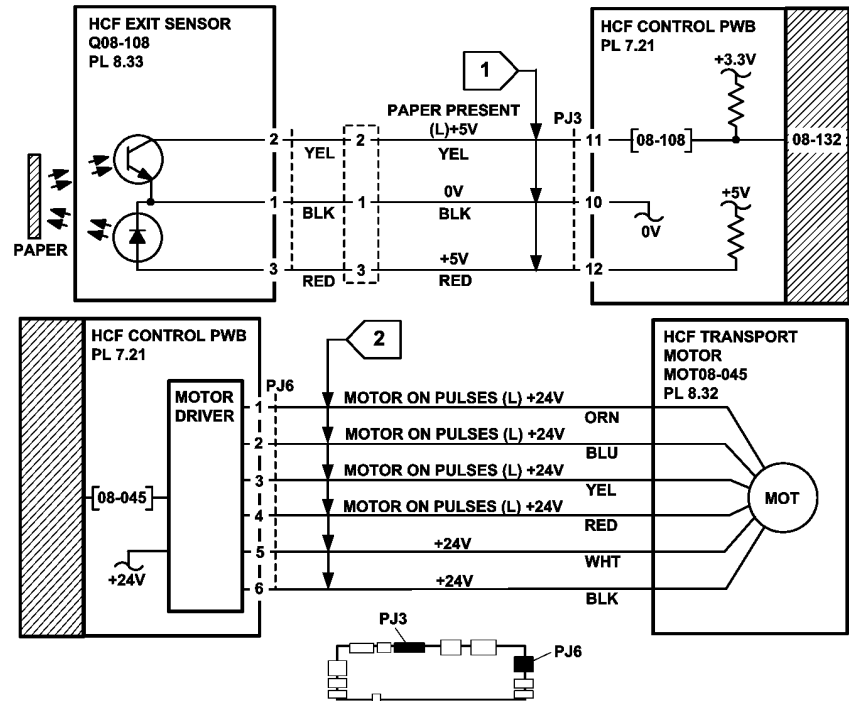 HCF EXIT SENSOR
Q08-108
PL 8.33
1
HCF CONTROL PWB
PL 7.21
+3.3V
PAPER PRESENT
(L)+5V
PJ3
2
YEL
2
YEL
11
08-108
08-132
1
BLK
1
0V
BLK
10
0V
+5V
PAPER
3
RED
3
+5V
RED
12
HCF CONTROL PWB
PL 7.21
2
HCF TRANSPORT
MOTOR
MOT08-045
PL 8.32
MOTOR
DRIVER
PJ6
1
MOTOR ON PULSES (L) +24V
ORN
2
MOTOR ON PULSES (L) +24V
BLU
3
MOTOR ON PULSES (L) +24V
YEL
08-045
MOT
4
MOTOR ON PULSES (L) +24V
RED
5
+24V
WHT
+24V
6
+24V
BLK
PJ3
PJ6